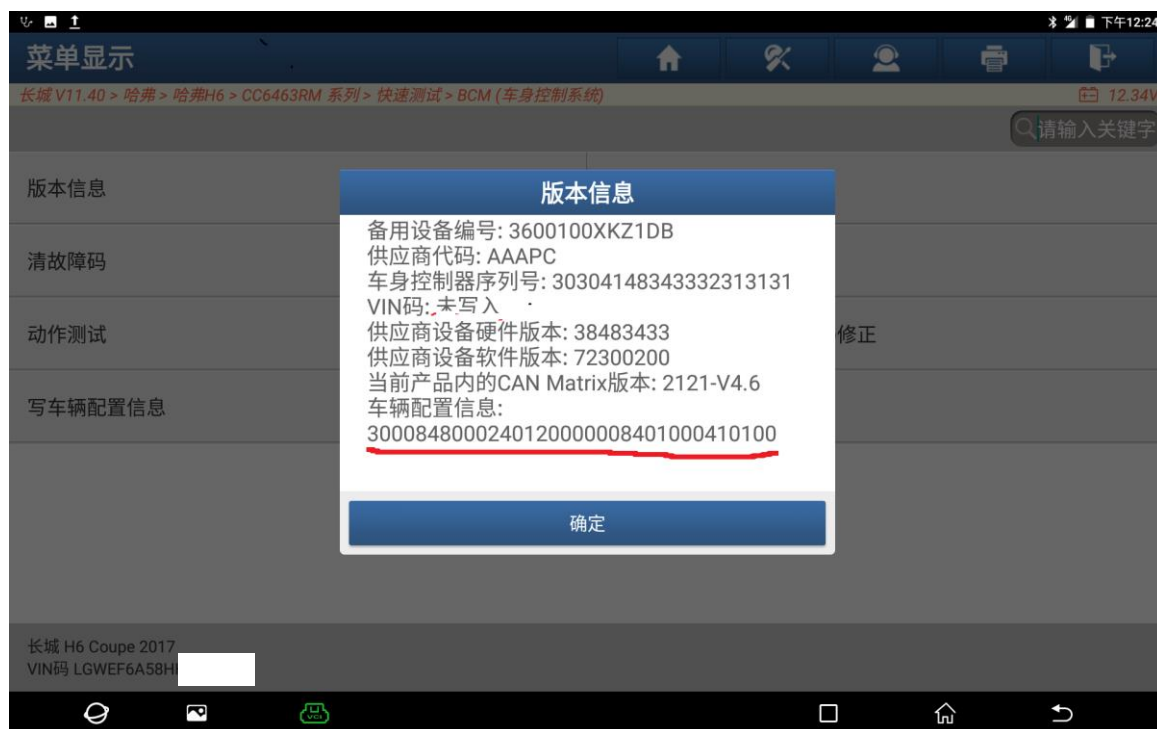 下午12:24
菜单显示
长城 V11.40 > 哈弗 > 哈弗H6 > CC6463RM 系列 > 快速测试 > BCM (车身控制系统)
12.34V
请输入关键字
版本信息
清故障码
动作测试
修正
写车辆配置信息
版本信息
备用设备编号: 3600100XKZ1DB
供应商代码: AAAPC
车身控制器序列号: 30304148343332313131
VIN码: 未写入
供应商设备硬件版本: 38483433
供应商设备软件版本: 72300200
当前产品内的CAN Matrix版本: 2121-V4.6
车辆配置信息:
3000848000240120000008401000410100
确定
长城 H6 Coupe 2017
VIN码 LGWEF6A58H
VCI